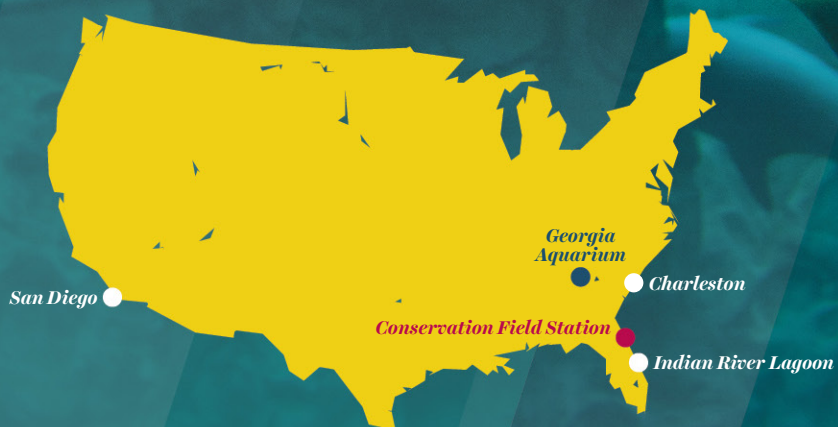 Georgia
Aquarium
Charleston
San Diego
Conservation Field Station
Indian River Lagoon